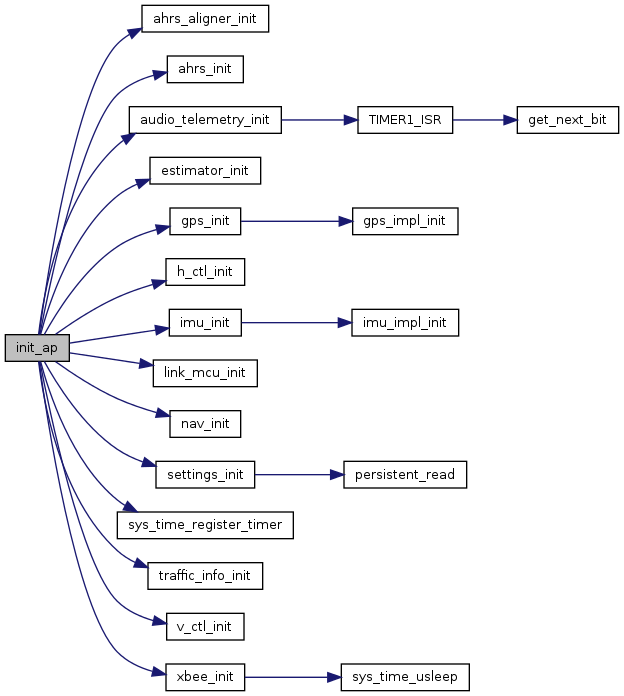 ahrs_aligner_init
ahrs_init
audio_telemetry_init
TIMER1_ISR
get_next_bit
estimator_init
gps_init
gps_impl_init
h_ctl_init
imu_init
imu_impl_init
init_ap
link_mcu_init
nav_init
settings_init
persistent_read
sys_time_register_timer
traffic_info_init
v_ctl_init
xbee_init
sys_time_usleep